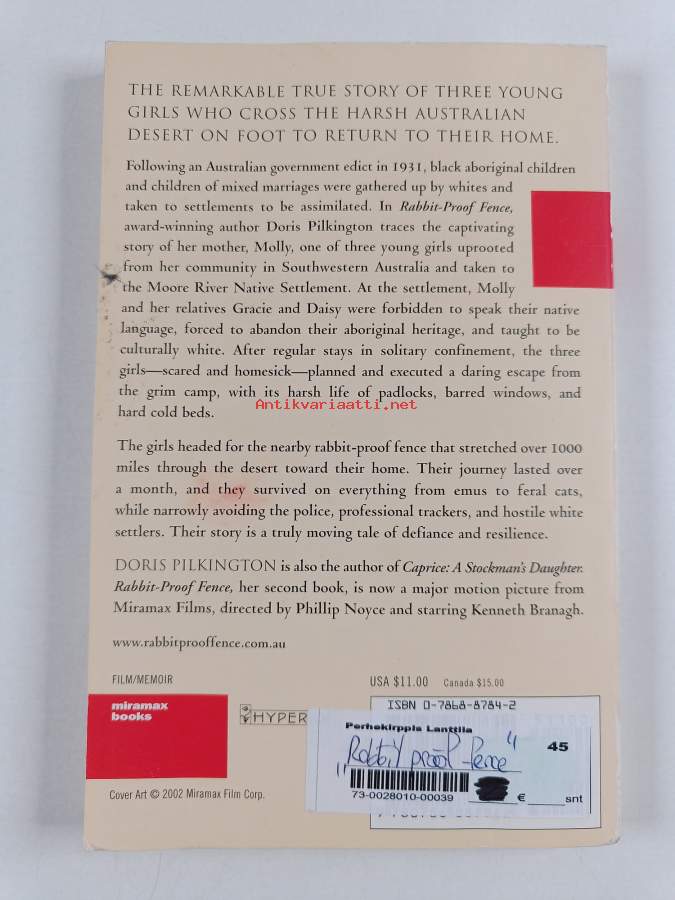 THE REMARKABLE TRUE STORY OF THREE YOUNG
GIRLS WHO CROSS THE HARSH AUSTRALIAN
DESERT ON FOOT TO RETURN TO THEIR HOME.
Following an Australian government edict in 1931, black aboriginal children
and children of mixed marriages were gathered up by whites and
taken to settlements to be assimilated. In Rabbit-Proof Fence,
award-winning author Doris Pilkington traces the captivating
story of her mother, Molly, one of three young girls uprooted
from her community in Southwestern Australia and taken to
the Moore River Native Settlement. At the settlement, Molly
and her relatives Gracie and Daisy were forbidden to speak their native
language, forced to abandon their aboriginal heritage, and taught to be
culturally white. After regular stays in solitary confinement, the three
girls—scared and homesick—planned and executed a daring escape from
the grim camp, with its harsh life of padlocks, barred windows, and
hard cold beds.
Antikvariaatti.net
The girls headed for the nearby rabbit-proof fence that stretched over 1000
miles through the desert toward their home. Their journey lasted over
a month, and they survived on everything from emus to feral cats,
while narrowly avoiding the police, professional trackers, and hostile white
settlers. Their story is a truly moving tale of defiance and resilience.
DORIS PILKINGTON is also the author of Caprice: A Stockman's Daughter.
Rabbit-Proof Fence, her second book, is now a major motion picture from
Miramax Films, directed by Phillip Noyce and starring Kenneth Branagh.
www.rabbitprooffence.com.au
FILM/MEMOIR
USA $11.00 Canada $15.00
miramax
books
HYPER
ISBN 0-7868-8784-2
Perhekirppis Lanttila
"Rabbit proof fence"
45
73-0028010-00039
€ snt
Cover Art © 2002 Miramax Film Corp.